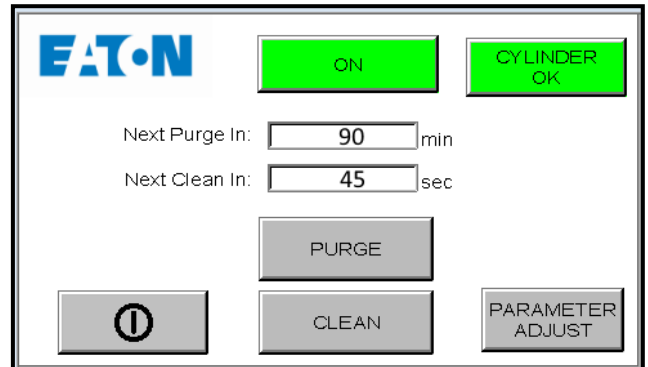 EATON
ON
CYLINDER
OK
Next Purge In: 90 min
Next Clean In: 45 sec
PURGE
CLEAN
PARAMETER
ADJUST